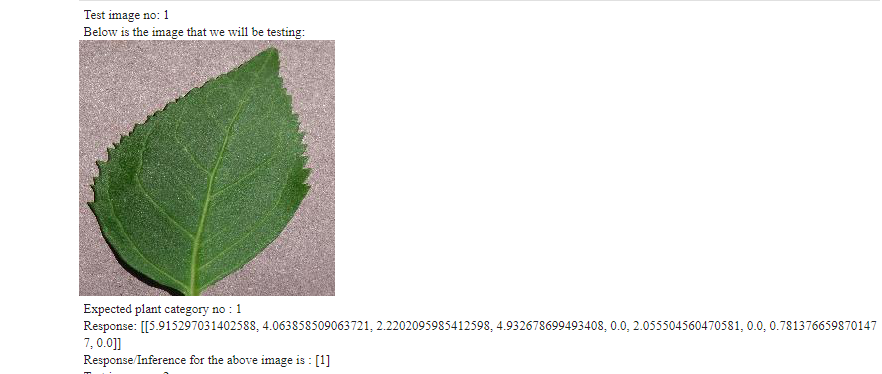 Test image no: 1
Below is the image that we will be testing:
Expected plant category no : 1
Response: [[5.915297031402588, 4.063858509063721, 2.2202095985412598, 4.932678699493408, 0.0, 2.055504560470581, 0.0, 0.781376659870147
7, 0.0]]
Response/Inference for the above image is : [1]